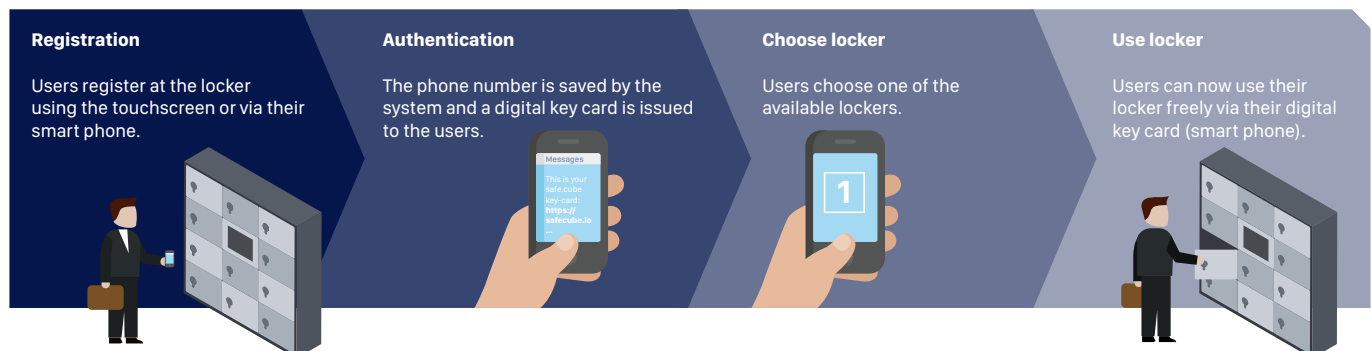 Registration
Users register at the locker
using the touchscreen or via their
smart phone.
Authentication
The phone number is saved by the
system and a digital key card is issued
to the users.
Messages
This is your
safe.cube
key-card:
https://
safecube.io
...
Choose locker
Users choose one of the
available lockers.
1
Use locker
Users can now use their
locker freely via their digital
key card (smart phone).